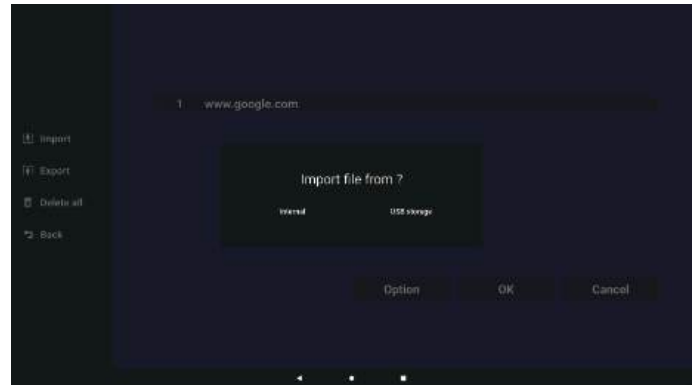 1 www.google.com
Import
Export
Delete all
Back
Import file from ?
Internal USB storage
Option OK Cancel